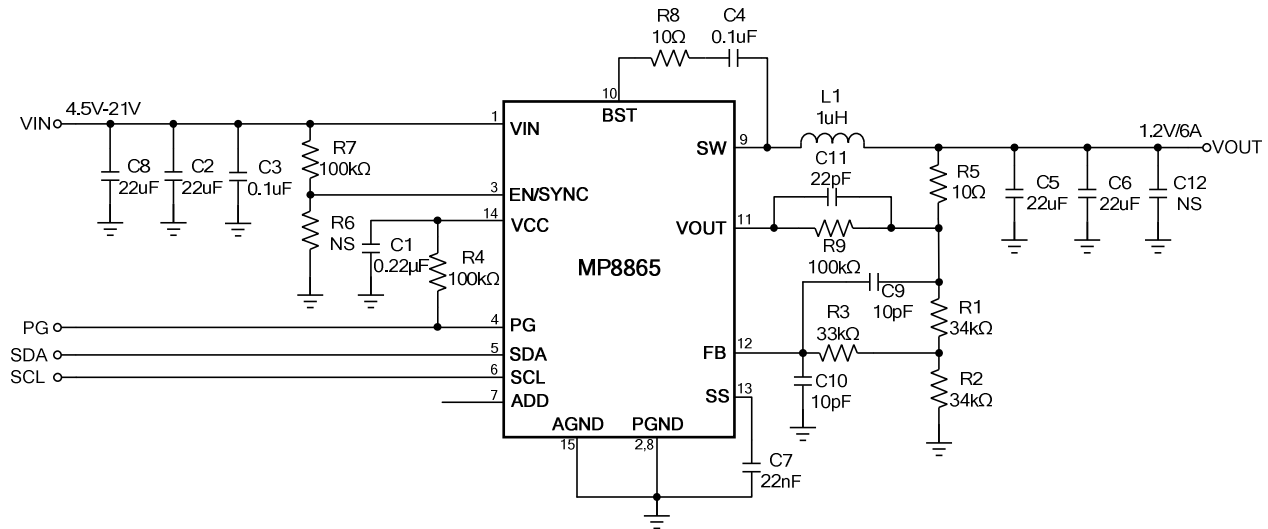 R8
10Ω
C4
0.1uF
10
BST
VIN
4.5V-21V
1
VIN
C8
22uF
C2
22uF
C3
0.1uF
R7
100kΩ
3
EN/SYNC
R6
NS
14
VCC
C1
0.22µF
R4
100kΩ
MP8865
SW
9
L1
1uH
1.2V/6A
VOUT
C11
22pF
R5
10Ω
C5
22uF
C6
22uF
C12
NS
VOUT
11
R9
100kΩ
C9
10pF
R1
34kΩ
R3
33kΩ
FB
12
C10
10pF
R2
34kΩ
PG
4
PG
SDA
5
SDA
SCL
6
SCL
7
ADD
SS
13
AGND
PGND
15
2,8
C7
22nF